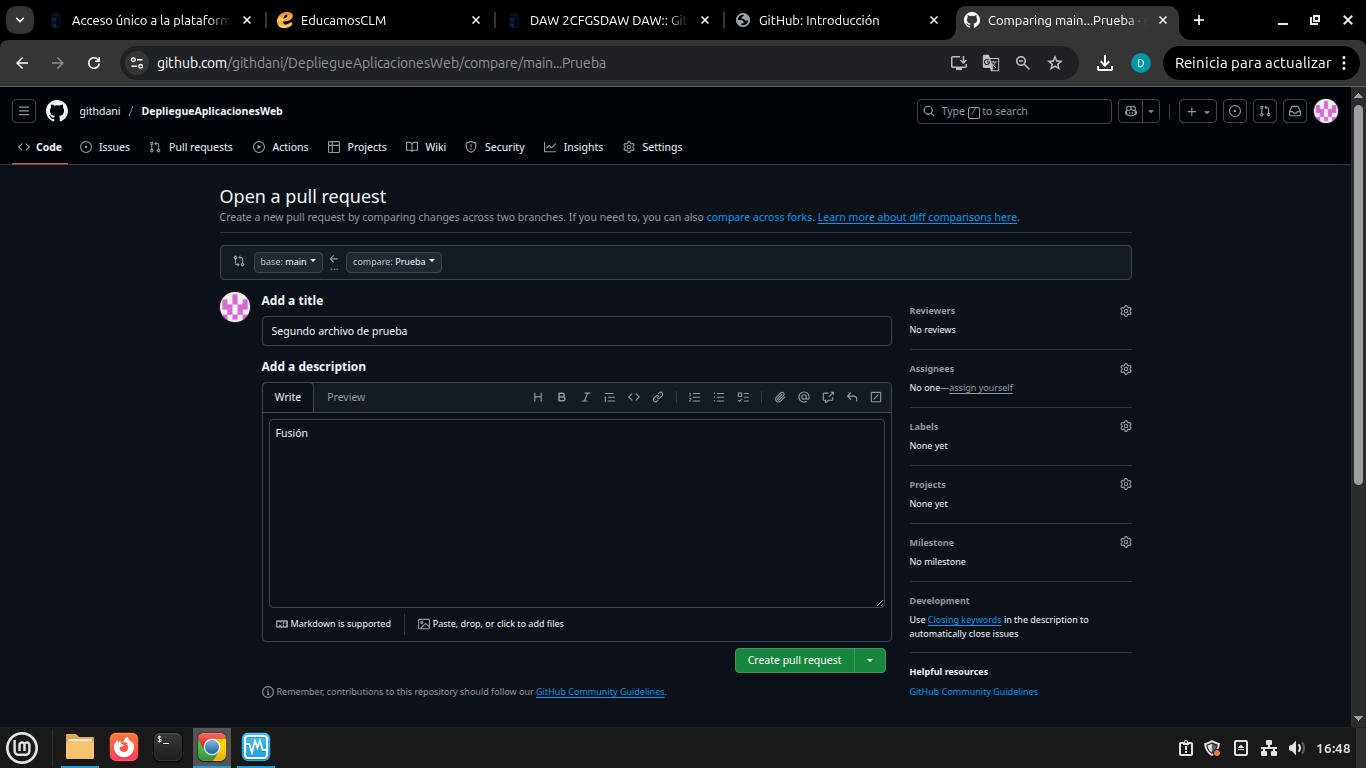 Acceso único a la plataform
EducamosCLM
DAW 2CFGSDAW DAW:: Git
GitHub: Introducción
Comparing main...Prueba ·
github.com/githdani/DepliegueAplicacionesWeb/compare/main...Prueba
D
Reinicia para actualizar
githdani / DepliegueAplicacionesWeb
Type / to search
Code
Issues
Pull requests
Actions
Projects
Wiki
Security
Insights
Settings
Open a pull request
Create a new pull request by comparing changes across two branches. If you need to, you can also compare across forks. Learn more about diff comparisons here.
base: main
...
compare: Prueba
Add a title
Segundo archivo de prueba
Add a description
Write
Preview
Fusión
Markdown is supported
Paste, drop, or click to add files
Create pull request
Remember, contributions to this repository should follow our GitHub Community Guidelines.
Reviewers
No reviews
Assignees
No one—assign yourself
Labels
None yet
Projects
None yet
Milestone
No milestone
Development
Use Closing keywords in the description to
automatically close issues
Helpful resources
GitHub Community Guidelines
16:48